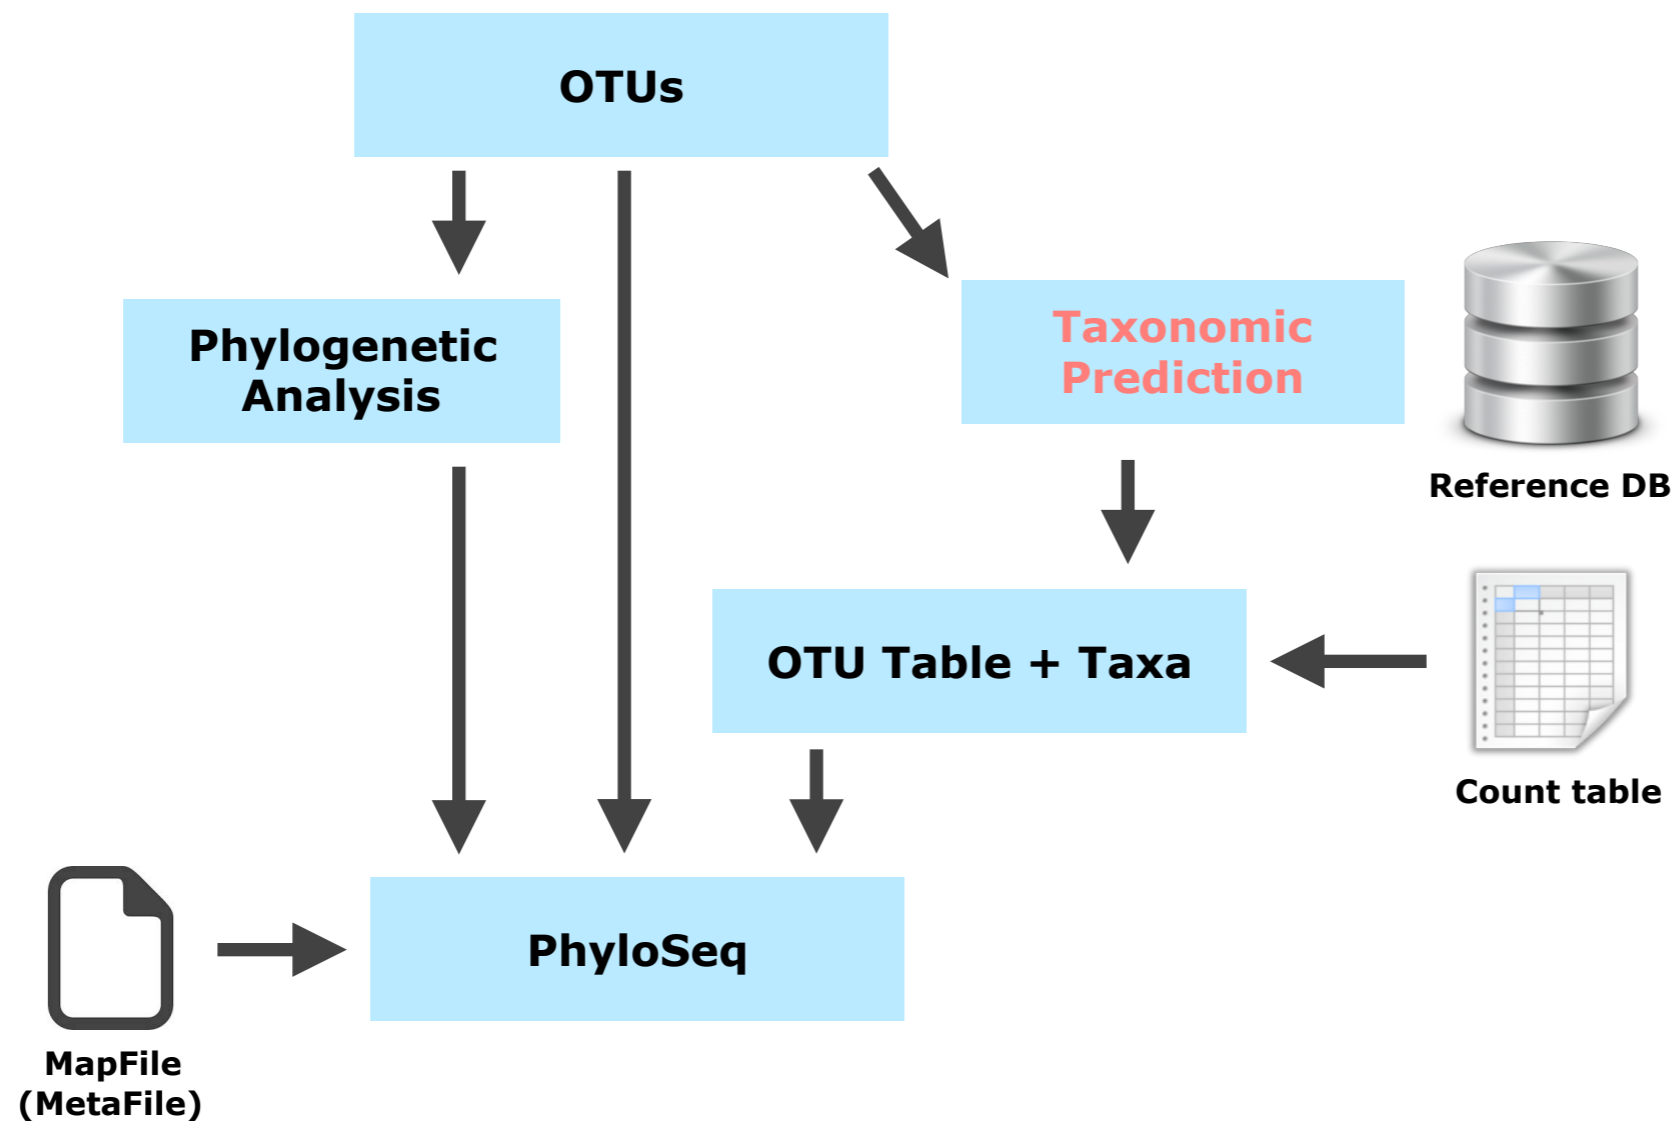 OTUs
Phylogenetic
Analysis
Taxonomic
Prediction
Reference DB
OTU Table + Taxa
Count table
PhyloSeq
MapFile
(MetaFile)